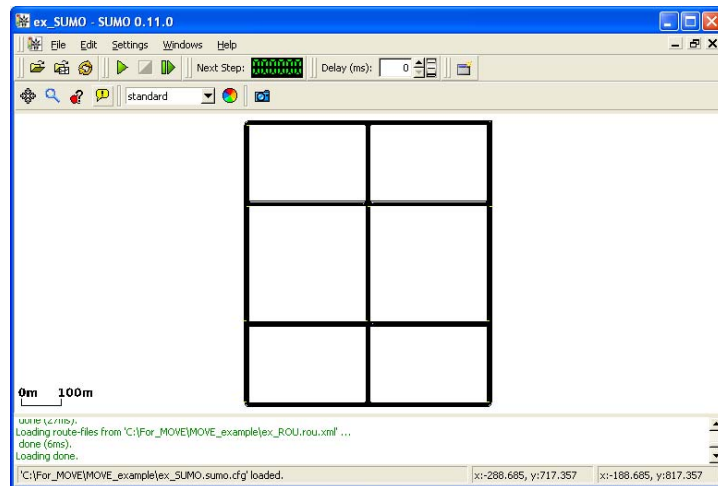 ex_SUMO - SUMO 0.11.0
File Edit Settings Windows Help
Next Step: Delay (ms): 0
standard
0m 100m
done (27ms).
Loading route-files from 'C:\For_MOVE\MOVE_example\ex_ROU.rou.xml' ...
done (6ms).
Loading done.
'C:\For_MOVE\MOVE_example\ex_SUMO.sumo.cfg' loaded. x:-288.685, y:717.357 x:-188.685, y:817.357